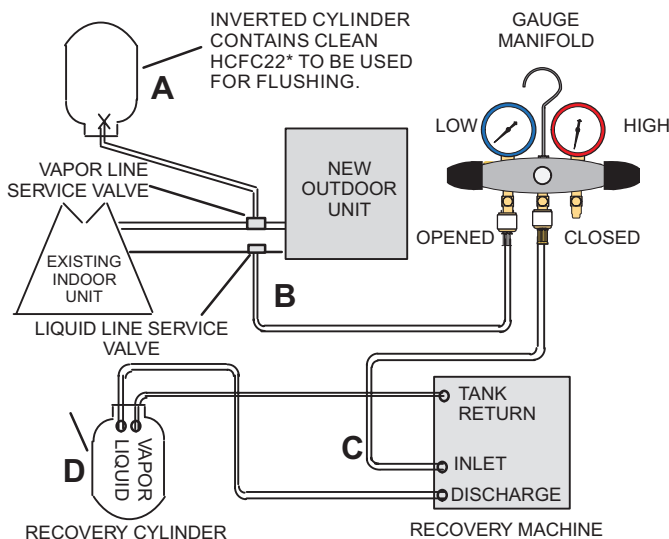 INVERTED CYLINDER
CONTAINS CLEAN
HCFC22* TO BE USED
FOR FLUSHING.
GAUGE
MANIFOLD
A
LOW
HIGH
VAPOR LINE
SERVICE VALVE
NEW
OUTDOOR
UNIT
OPENED
CLOSED
EXISTING
INDOOR
UNIT
B
LIQUID LINE SERVICE
VALVE
TANK
RETURN
C
INLET
DISCHARGE
D
LIQUID
VAPOR
RECOVERY CYLINDER
RECOVERY MACHINE